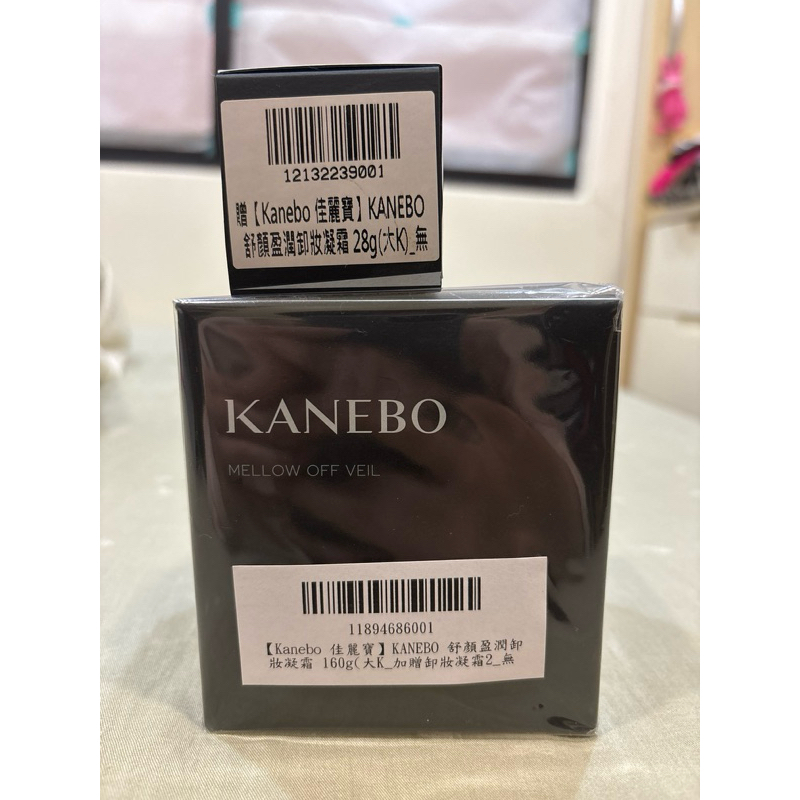 12132239001
贈【Kanebo 佳麗寶】KANEBO
舒顏盈潤卸妝凝霜 28g(大K)_無
KANEBO
MELLOW OFF VEIL
11894686001
【Kanebo 佳麗寶】KANEBO 舒顏盈潤卸
妝凝霜 160g(大K_加贈卸妝凝霜2_無